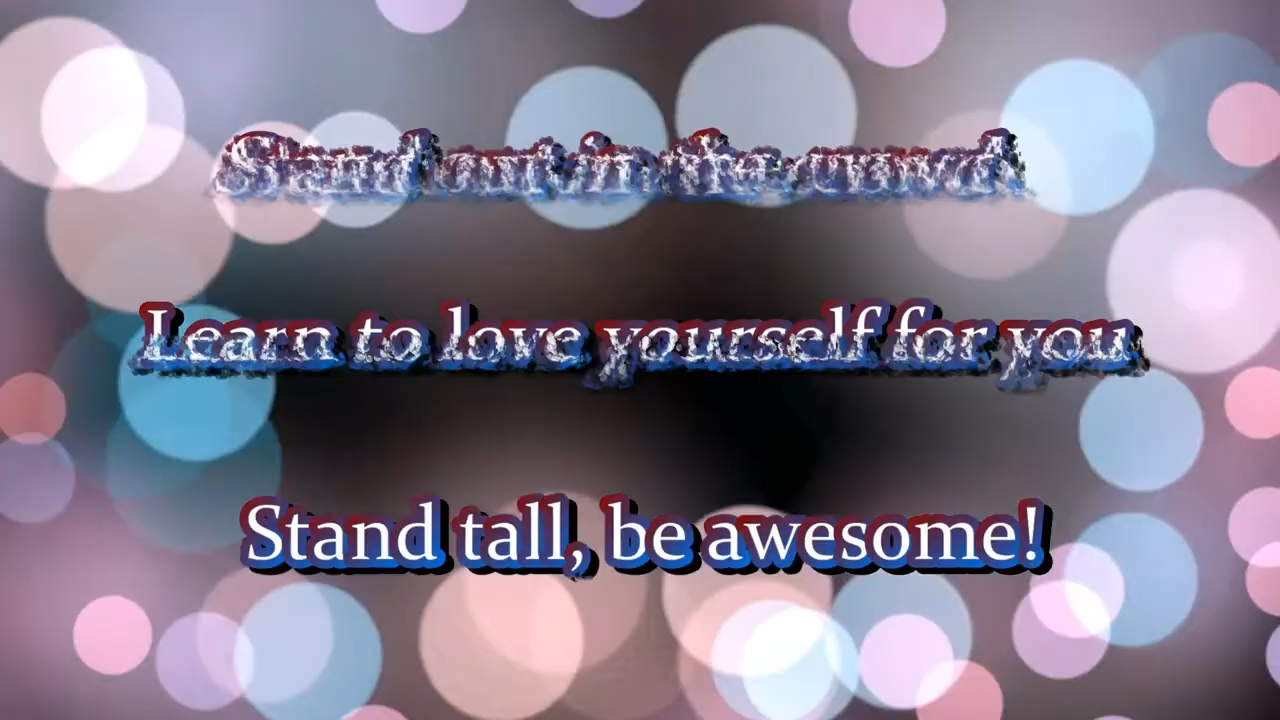 Stand out in the crowd!
Learn to love yourself for you
Stand tall, be awesome!